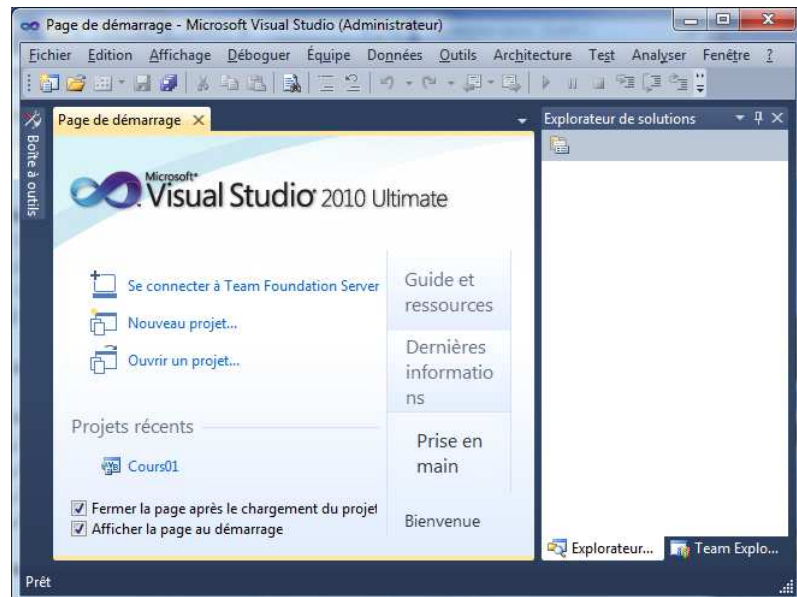 Page de démarrage - Microsoft Visual Studio (Administrateur)
Fichier Edition Affichage Déboguer Équipe Données Outils Architecture Test Analyser Fenêtre ?
Boîte à outils
Page de démarrage
Explorateur de solutions
Microsoft
Visual Studio 2010 Ultimate
Se connecter à Team Foundation Server
Nouveau projet...
Ouvrir un projet...
Projets récents
Cours01
Fermer la page après le chargement du projet
Afficher la page au démarrage
Guide et
ressources
Dernières
informatio
ns
Prise en
main
Bienvenue
Explorateur...
Team Explo...
Prêt